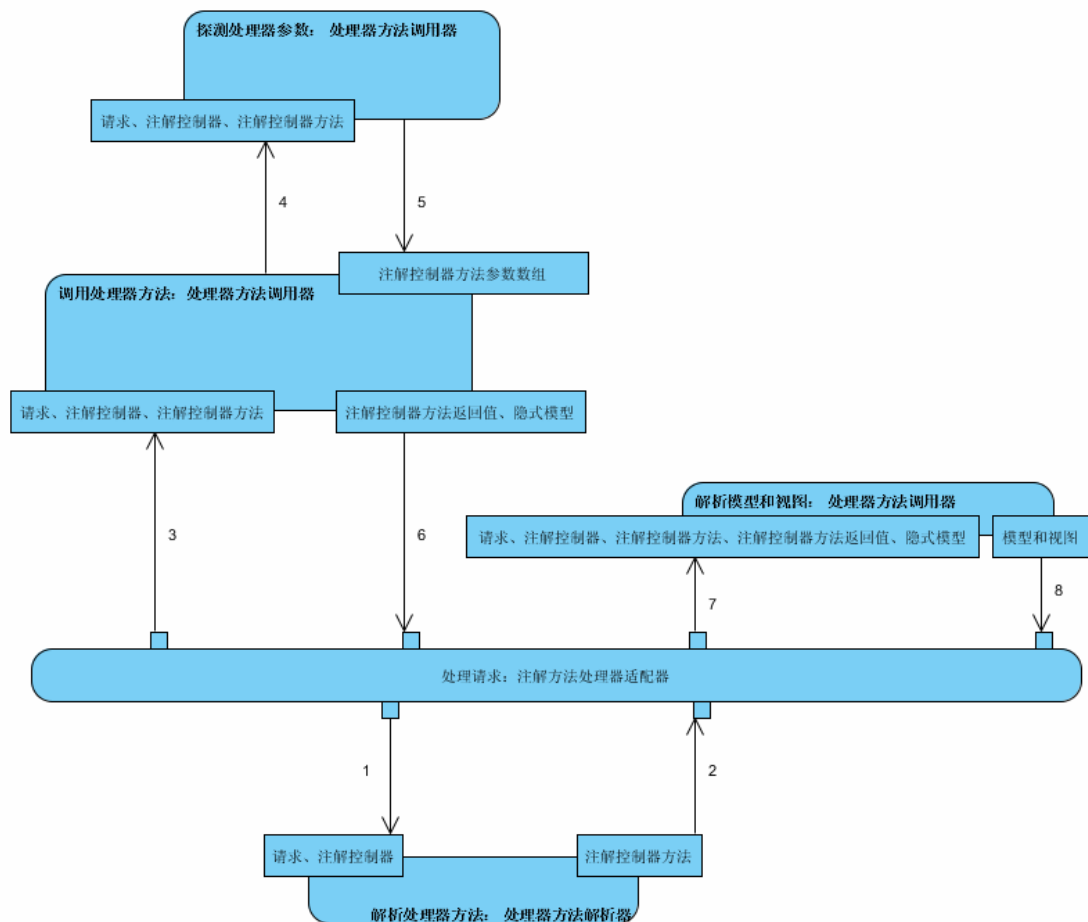 探测处理器参数： 处理器方法调用器
请求、注解控制器、注解控制器方法
4
5
注解控制器方法参数数组
调用处理器方法：处理器方法调用器
请求、注解控制器、注解控制器方法
注解控制器方法返回值、隐式模型
解析模型和视图： 处理器方法调用器
请求、注解控制器、注解控制器方法、注解控制器方法返回值、隐式模型
模型和视图
3
6
7
8
处理请求：注解方法处理器适配器
1
2
请求、注解控制器
注解控制器方法
解析处理器方法： 处理器方法解析器